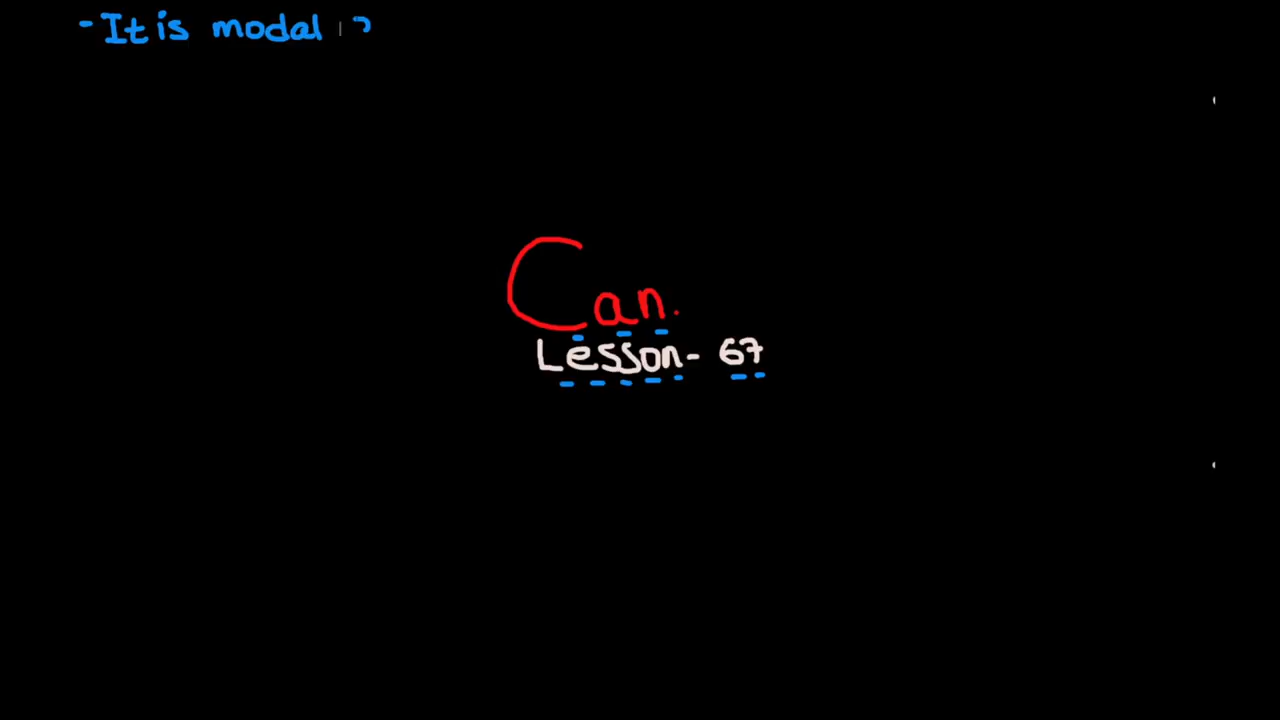 - It is modal
Can.
Lesson- 67